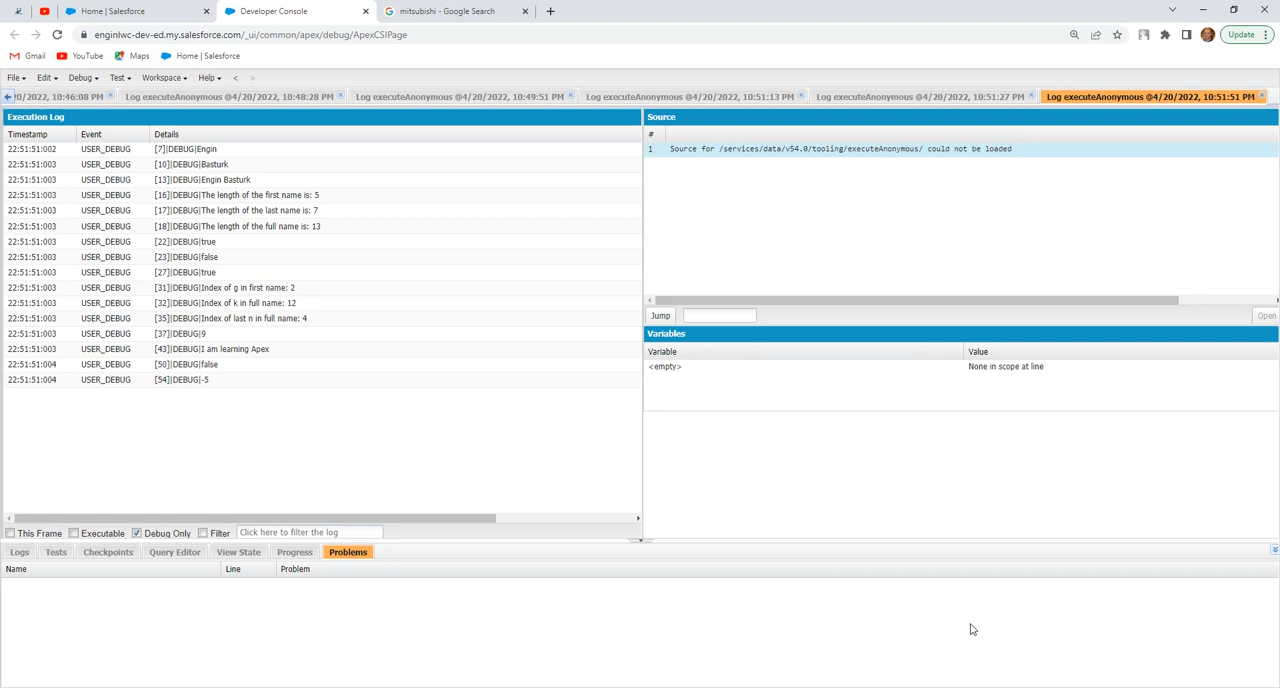 Home | Salesforce
Developer Console
mitsubishi - Google Search
enginlwc-dev-ed.my.salesforce.com/_ui/common/apex/debug/ApexCSIPage
Update
Gmail
YouTube
Maps
Home | Salesforce
File
Edit
Debug
Test
Workspace
Help
<
>
/0/2022, 10:46:08 PM
Log executeAnonymous @4/20/2022, 10:48:28 PM
Log executeAnonymous @4/20/2022, 10:49:51 PM
Log executeAnonymous @4/20/2022, 10:51:13 PM
Log executeAnonymous @4/20/2022, 10:51:27 PM
Log executeAnonymous @4/20/2022, 10:51:51 PM
Execution Log
Timestamp Event Details
22:51:51:002 USER_DEBUG [7]|DEBUG|Engin
22:51:51:003 USER_DEBUG [10]|DEBUG|Basturk
22:51:51:003 USER_DEBUG [13]|DEBUG|Engin Basturk
22:51:51:003 USER_DEBUG [16]|DEBUG|The length of the first name is: 5
22:51:51:003 USER_DEBUG [17]|DEBUG|The length of the last name is: 7
22:51:51:003 USER_DEBUG [18]|DEBUG|The length of the full name is: 13
22:51:51:003 USER_DEBUG [22]|DEBUG|true
22:51:51:003 USER_DEBUG [23]|DEBUG|false
22:51:51:003 USER_DEBUG [27]|DEBUG|true
22:51:51:003 USER_DEBUG [31]|DEBUG|Index of g in first name: 2
22:51:51:003 USER_DEBUG [32]|DEBUG|Index of k in full name: 12
22:51:51:003 USER_DEBUG [35]|DEBUG|Index of last n in full name: 4
22:51:51:003 USER_DEBUG [37]|DEBUG|9
22:51:51:003 USER_DEBUG [43]|DEBUG|I am learning Apex
22:51:51:004 USER_DEBUG [50]|DEBUG|false
22:51:51:004 USER_DEBUG [54]|DEBUG|-5
This Frame
Executable
Debug Only
Filter
Click here to filter the log
Source
#
1 Source for /services/data/v54.0/tooling/executeAnonymous/ could not be loaded
Jump
Open
Variables
Variable Value
<empty> None in scope at line
Logs
Tests
Checkpoints
Query Editor
View State
Progress
Problems
Name Line Problem